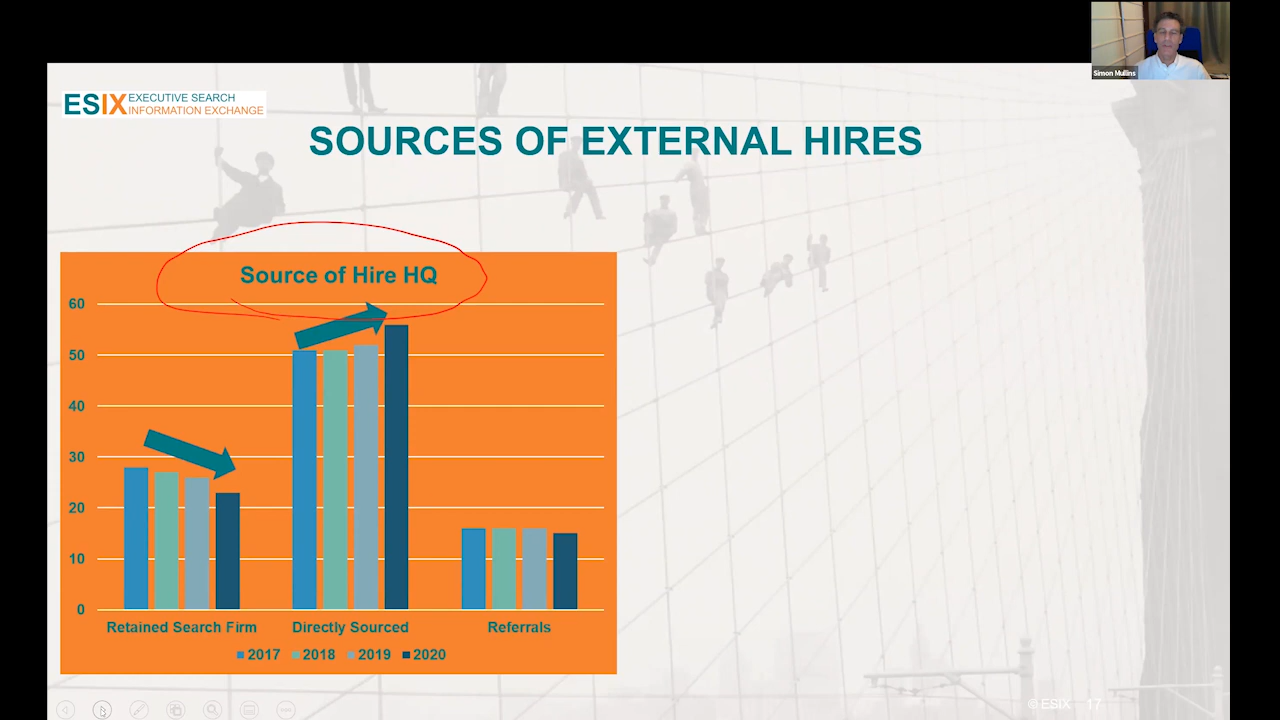 Simon Mullins
ESIX EXECUTIVE SEARCH
INFORMATION EXCHANGE
SOURCES OF EXTERNAL HIRES
Source of Hire HQ
60
50
40
30
20
10
0
Retained Search Firm Directly Sourced Referrals
2017 2018 2019 2020
© ESIX 17